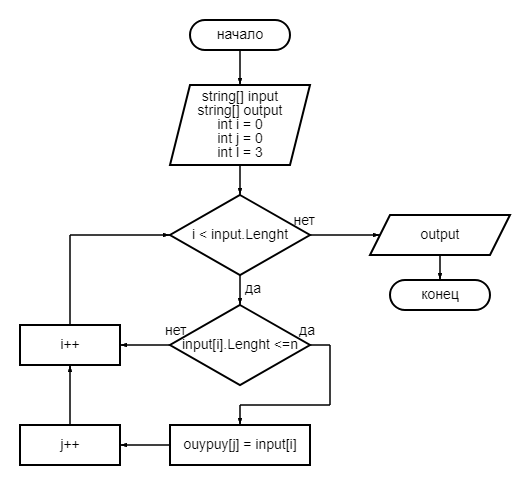 начало
string[] input
string[] output
int i = 0
int j = 0
int l = 3
i < input.Lenght
нет
output
да
конец
нет
да
i++
input[i].Lenght <=n
j++
ouypuy[j] = input[i]